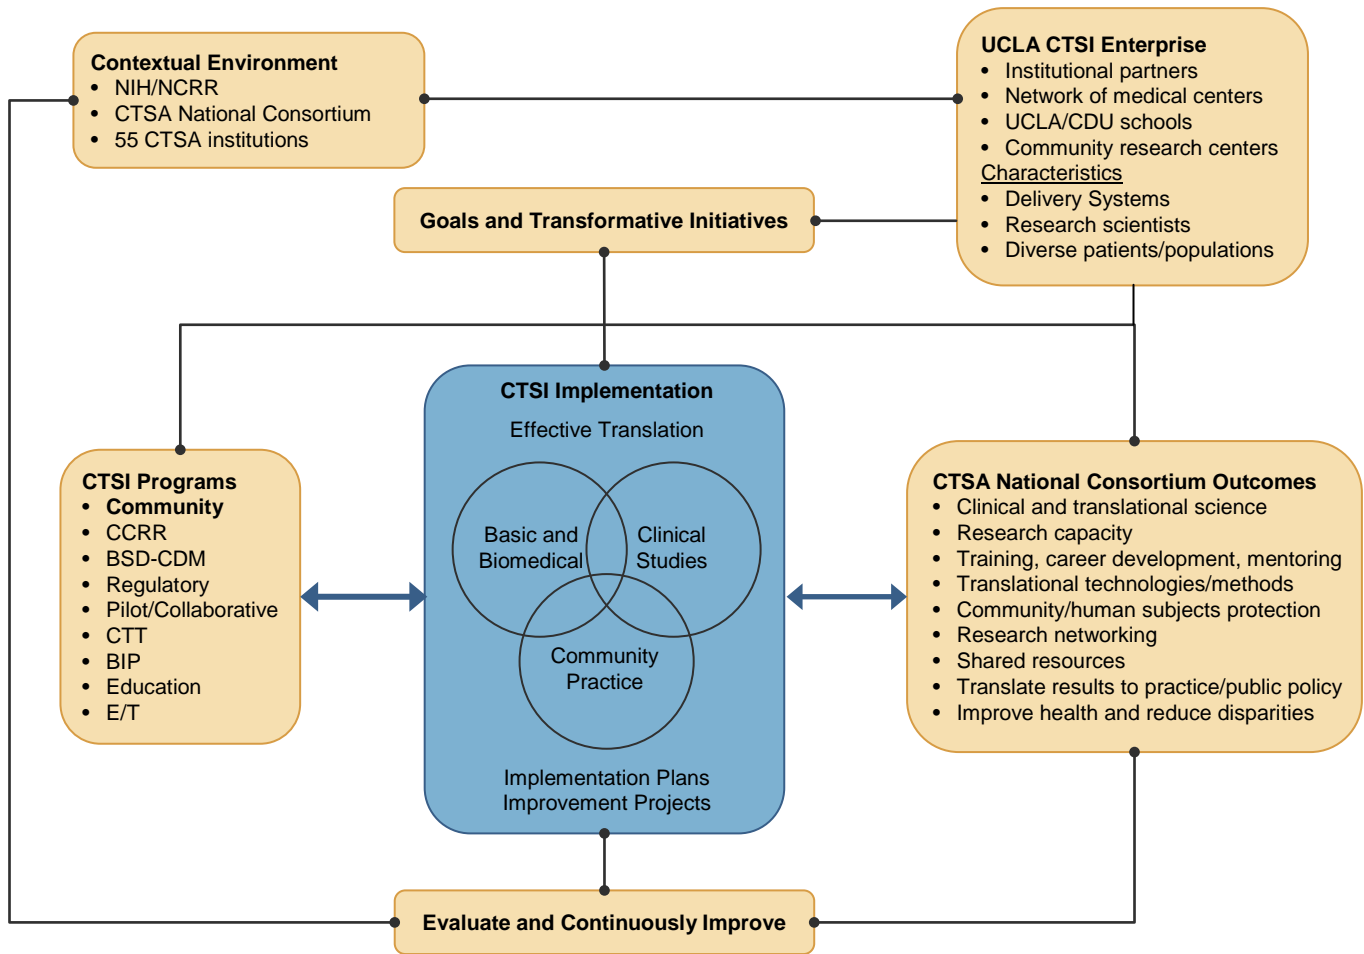 Contextual Environment
• NIH/NCRR
• CTSA National Consortium
• 55 CTSA institutions
UCLA CTSI Enterprise
• Institutional partners
• Network of medical centers
• UCLA/CDU schools
• Community research centers
Characteristics
• Delivery Systems
• Research scientists
• Diverse patients/populations
Goals and Transformative Initiatives
CTSI Programs
• Community
• CCRR
• BSD-CDM
• Regulatory
• Pilot/Collaborative
• CTT
• BIP
• Education
• E/T
CTSI Implementation
Effective Translation
Basic and
Biomedical
Clinical
Studies
Community
Practice
Implementation Plans
Improvement Projects
CTSA National Consortium Outcomes
• Clinical and translational science
• Research capacity
• Training, career development, mentoring
• Translational technologies/methods
• Community/human subjects protection
• Research networking
• Shared resources
• Translate results to practice/public policy
• Improve health and reduce disparities
Evaluate and Continuously Improve